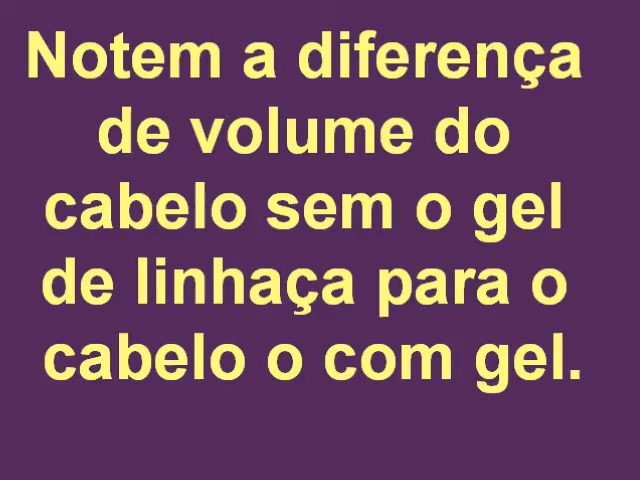 Notem a diferença
de volume do
cabelo sem o gel
de linhaça para o
cabelo o com gel.